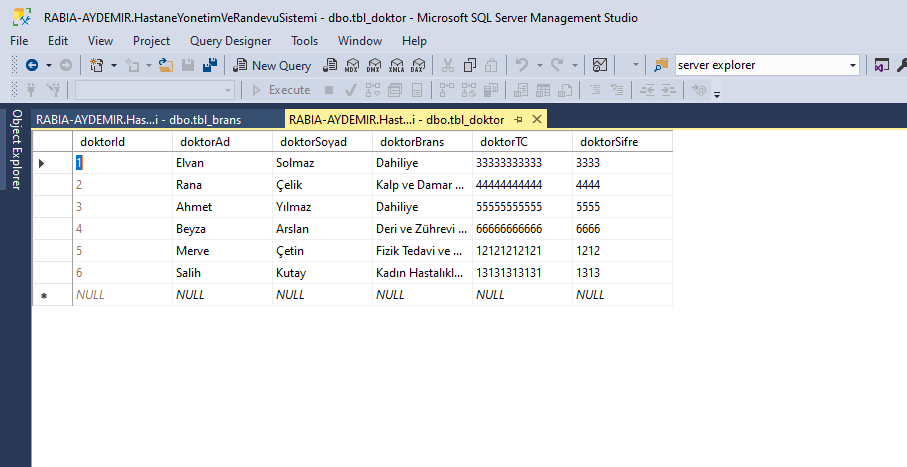 RABIA-AYDEMIR.HastaneYonetimVeRandevuSistemi - dbo.tbl_doktor - Microsoft SQL Server Management Studio
File Edit View Project Query Designer Tools Window Help
New Query MDX DMX XMLA DAX server explorer
Execute
Object Explorer
RABIA-AYDEMIR.Has...i - dbo.tbl_brans RABIA-AYDEMIR.Hast...i - dbo.tbl_doktor
doktorId doktorAd doktorSoyad doktorBrans doktorTC doktorSifre
1 Elvan Solmaz Dahiliye 33333333333 3333
2 Rana Çelik Kalp ve Damar ... 44444444444 4444
3 Ahmet Yılmaz Dahiliye 55555555555 5555
4 Beyza Arslan Deri ve Zührevi ... 66666666666 6666
5 Merve Çetin Fizik Tedavi ve ... 12121212121 1212
6 Salih Kutay Kadın Hastalıkl... 13131313131 1313
NULL NULL NULL NULL NULL NULL